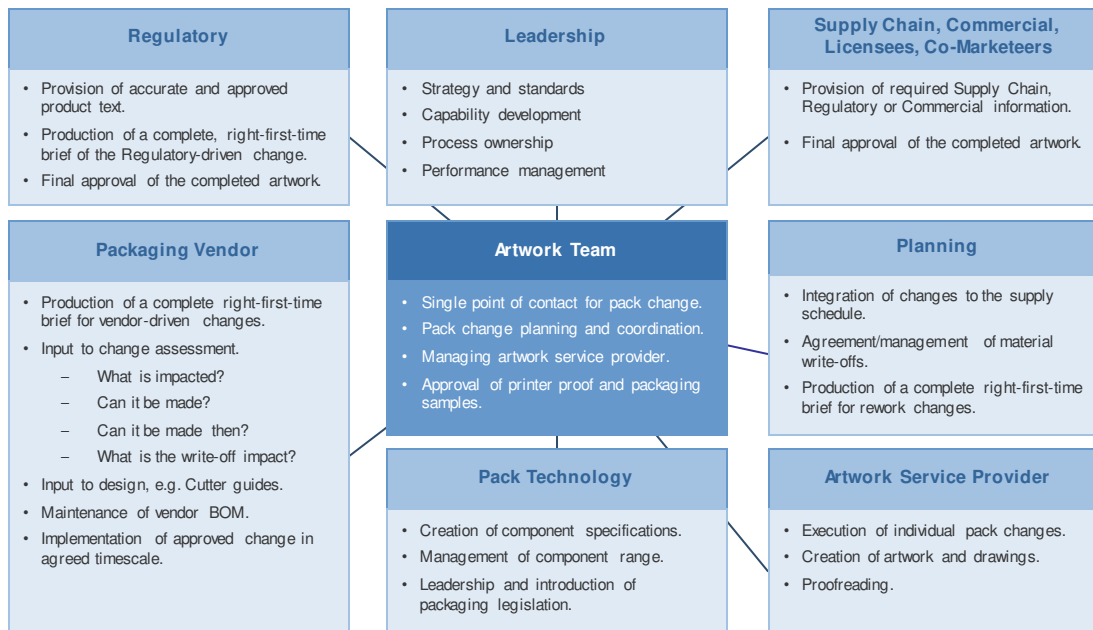 Regulatory
• Provision of accurate and approved
product text.
• Production of a complete, right-first-time
brief of the Regulatory-driven change.
• Final approval of the completed artwork.
Leadership
• Strategy and standards
• Capability development
• Process ownership
• Performance management
Supply Chain, Commercial,
Licensees, Co-Marketeers
• Provision of required Supply Chain,
Regulatory or Commercial information.
• Final approval of the completed artwork.
Packaging Vendor
• Production of a complete right-first-time
brief for vendor-driven changes.
• Input to change assessment.
– What is impacted?
– Can it be made?
– Can it be made then?
– What is the write-off impact?
• Input to design, e.g. Cutter guides.
• Maintenance of vendor BOM.
• Implementation of approved change in
agreed timescale.
Artwork Team
• Single point of contact for pack change.
• Pack change planning and coordination.
• Managing artwork service provider.
• Approval of printer proof and packaging
samples.
Planning
• Integration of changes to the supply
schedule.
• Agreement/management of material
write-offs.
• Production of a complete right-first-time
brief for rework changes.
Pack Technology
• Creation of component specifications.
• Management of component range.
• Leadership and introduction of
packaging legislation.
Artwork Service Provider
• Execution of individual pack changes.
• Creation of artwork and drawings.
• Proofreading.